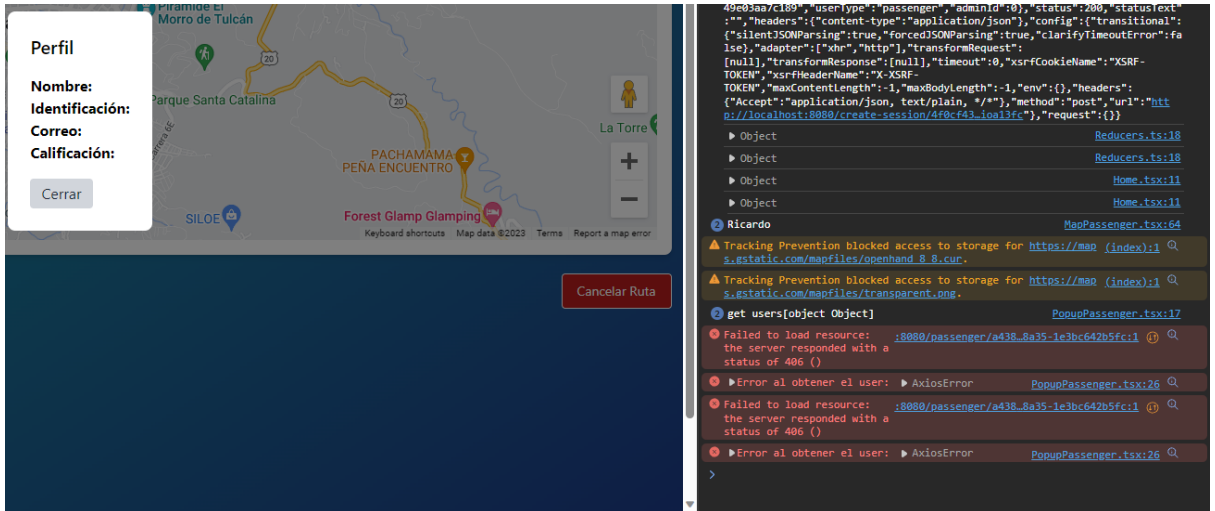 Perfil
Nombre:
Identificación:
Correo:
Calificación:
Cerrar
Pirámide El
Morro de Tulcán
20
Parque Santa Catalina
20
La Torre
PACHAMAMA
PEÑA ENCUENTRO
SILOE
Forest Glamp Glamping
Keyboard shortcuts Map data ©2023 Terms Report a map error
Cancelar Ruta
49e03aa7c189","userType":"passenger","adminId":0},"status":200,"statusText
":"","headers":{"content-type":"application/json"},"config":{"transitional":
{"silentJSONParsing":true,"forcedJSONParsing":true,"clarifyTimeoutError":fa
lse},"adapter":["xhr","http"],"transformRequest":
[null],"transformResponse":[null],"timeout":0,"xsrfCookieName":"XSRF-
TOKEN","xsrfHeaderName":"X-XSRF-
TOKEN","maxContentLength":-1,"maxBodyLength":-1,"env":{},"headers":
{"Accept":"application/json, text/plain, */*"},"method":"post","url":"htt
p://localhost:8080/create-session/4f0cf43…ioal3fc"},"request":{}}
Object Reducers.ts:18
Object Reducers.ts:18
Object Home.tsx:11
Object Home.tsx:11
2 Ricardo MapPassenger.tsx:64
Tracking Prevention blocked access to storage for https://map (index):1
s.gstatic.com/mapfiles/openhand_8_8.cur.
Tracking Prevention blocked access to storage for https://map (index):1
s.gstatic.com/mapfiles/transparent.png.
2 get users[object Object] PopupPassenger.tsx:17
Failed to load resource: :8080/passenger/a438…8a35-1e3bc642b5fc:1
the server responded with a
status of 406 ()
Error al obtener el user: AxiosError PopupPassenger.tsx:26
Failed to load resource: :8080/passenger/a438…8a35-1e3bc642b5fc:1
the server responded with a
status of 406 ()
Error al obtener el user: AxiosError PopupPassenger.tsx:26